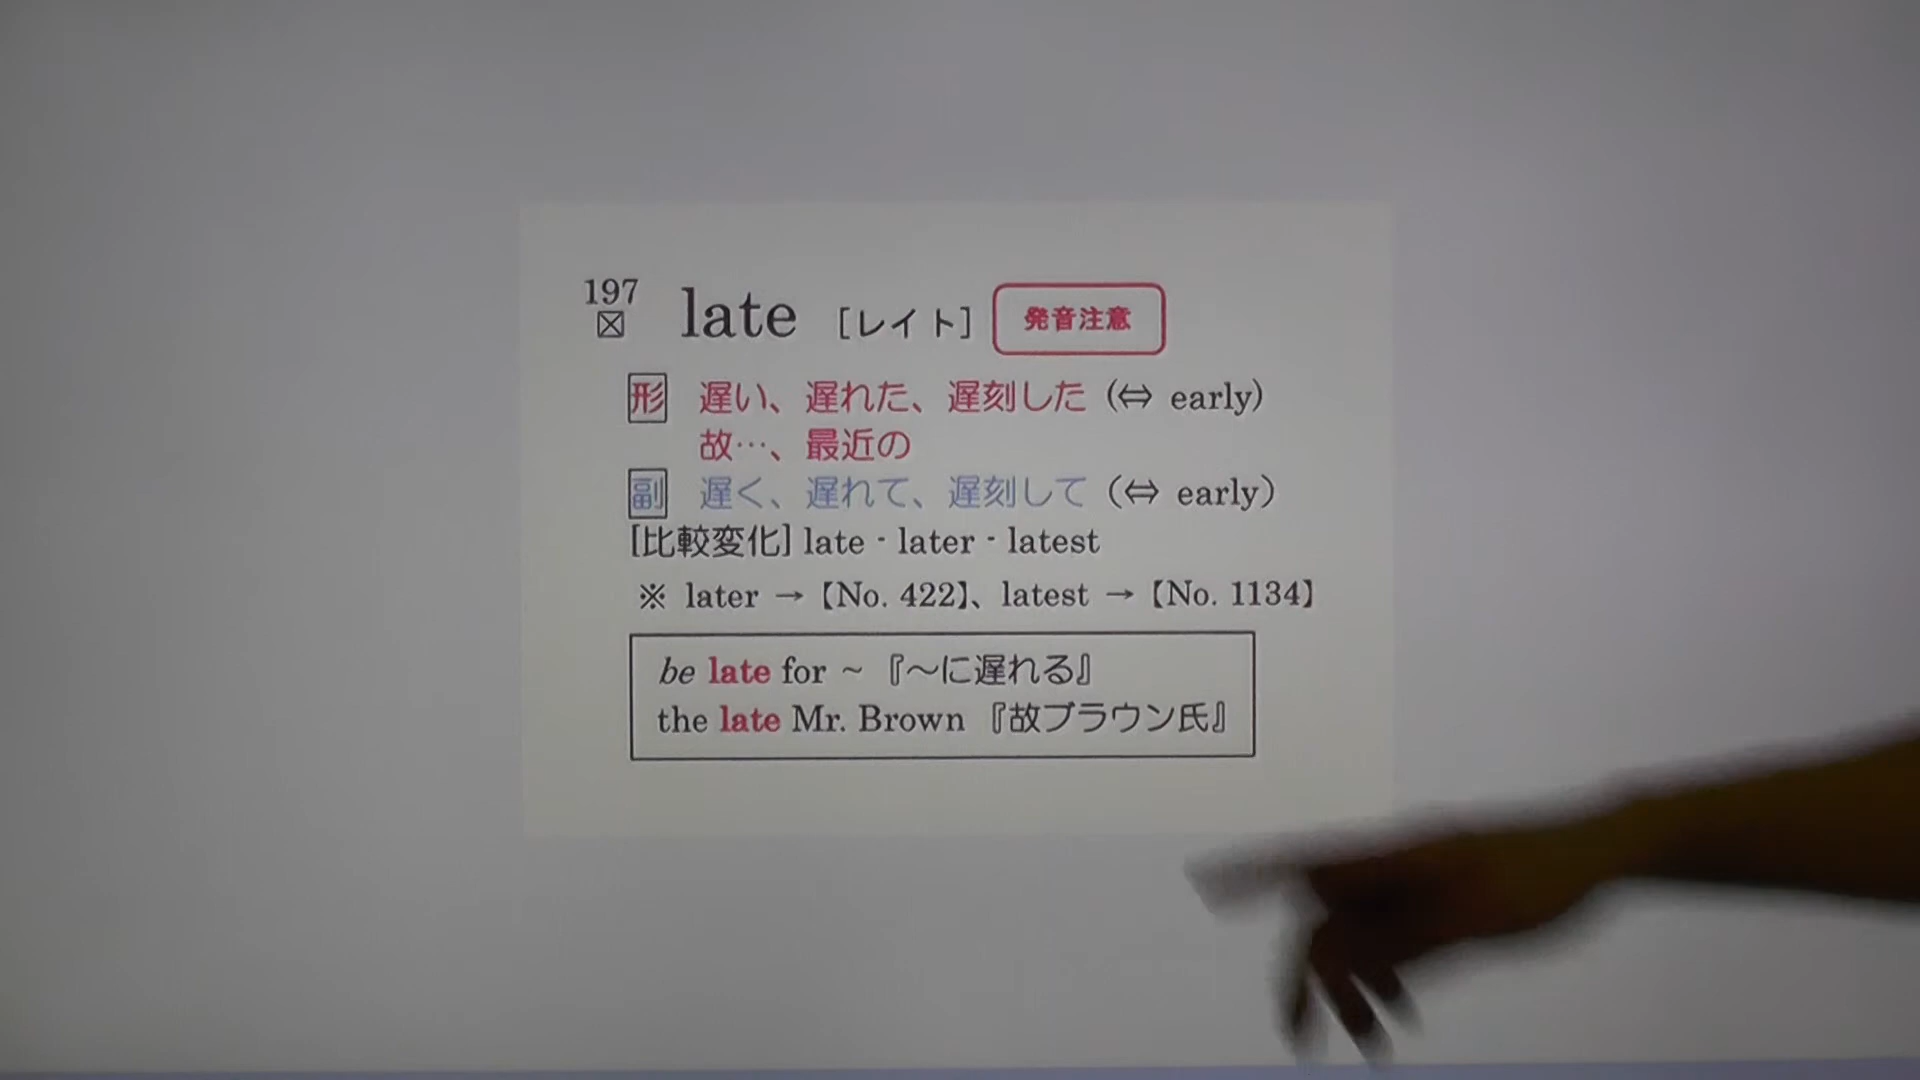 197
late [レイト] 発音注意
形 遅い、遅れた、遅刻した (⇔ early)
故…、最近の
副 遅く、遅れて、遅刻して (⇔ early)
[比較変化] late - later - latest
※ later → 【No. 422】、latest → 【No. 1134】
be late for ~ 『～に遅れる』
the late Mr. Brown 『故ブラウン氏』